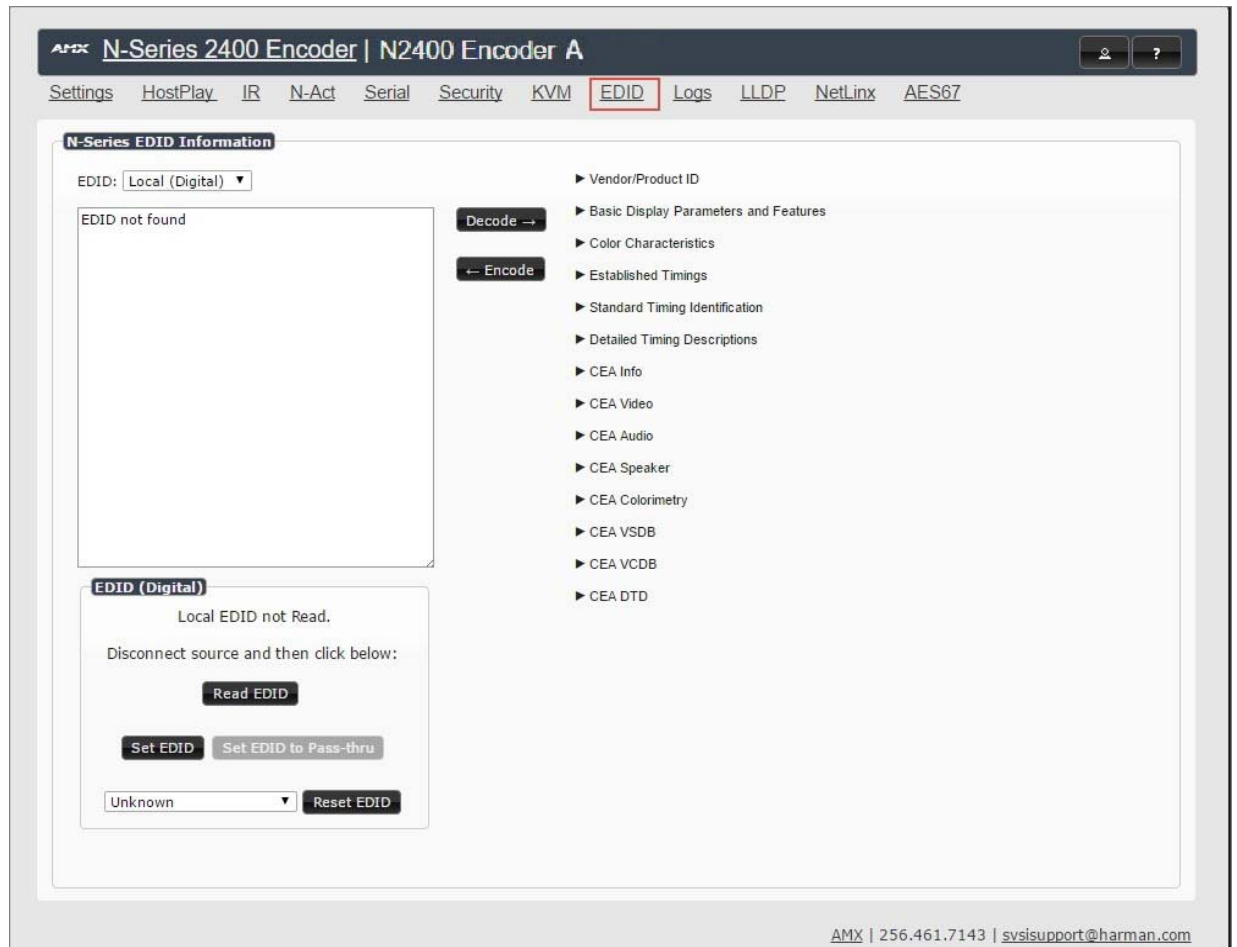 AMX N-Series 2400 Encoder | N2400 Encoder A
?
Settings HostPlay IR N-Act Serial Security KVM EDID Logs LLDP NetLinx AES67
N-Series EDID Information
EDID: Local (Digital)
EDID not found
Decode →
← Encode
Vendor/Product ID
Basic Display Parameters and Features
Color Characteristics
Established Timings
Standard Timing Identification
Detailed Timing Descriptions
CEA Info
CEA Video
CEA Audio
CEA Speaker
CEA Colorimetry
CEA VSDB
CEA VCDB
CEA DTD
EDID (Digital)
Local EDID not Read.
Disconnect source and then click below:
Read EDID
Set EDID Set EDID to Pass-thru
Unknown Reset EDID
AMX | 256.461.7143 | svsisupport@harman.com